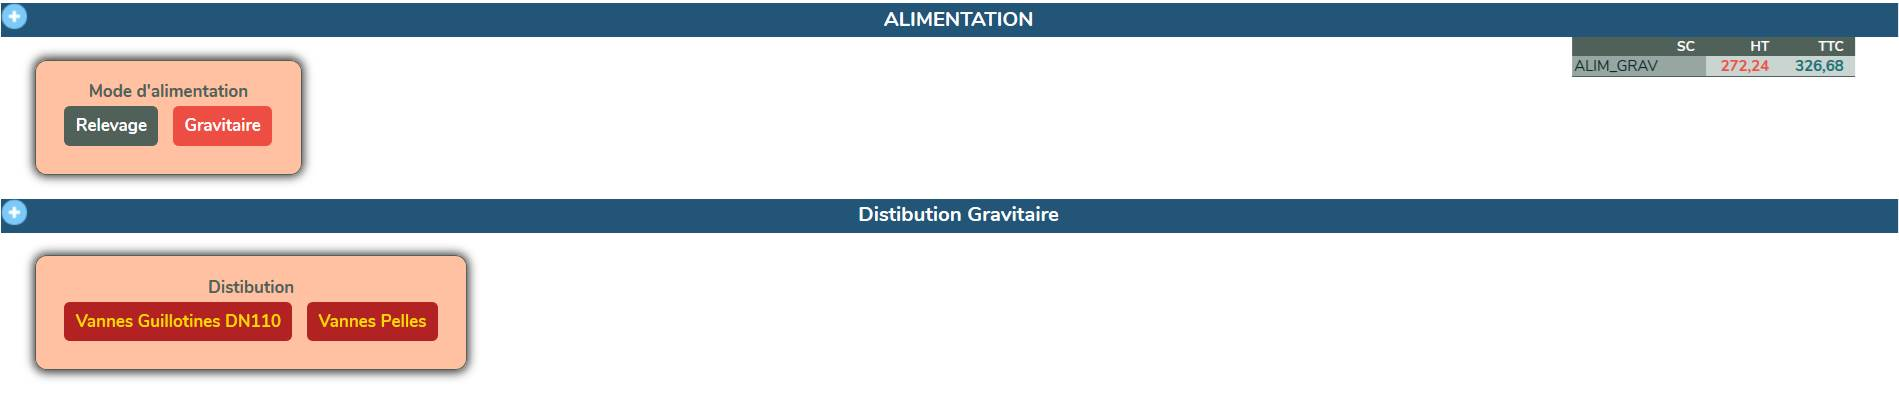 ALIMENTATION
SC HT TTC
ALIM_GRAV 272,24 326,68
Mode d'alimentation
Relevage Gravitaire
Distibution Gravitaire
Distibution
Vannes Guillotines DN110 Vannes Pelles